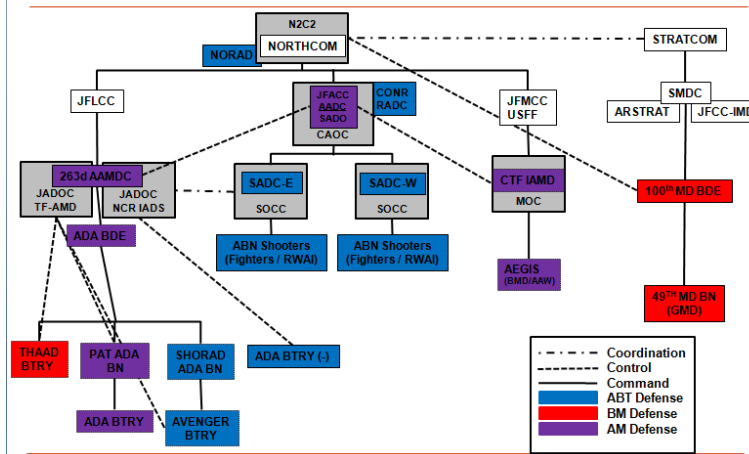 N2C2
NORTHCOM
NORAD
STRATCOM
JFLCC
JFACC
AADC
SADO
CAOC
CONR
RADC
JFMCC
USFF
SMDC
ARSTRAT
JFCC-IMD
263d AAMDC
JADOC
TF-AMD
JADOC
NCR IADS
SADC-E
SOCC
SADC-W
SOCC
CTF IAMD
MOC
100th MD BDE
ADA BDE
ABN Shooters
(Fighters / RWAI)
ABN Shooters
(Fighters / RWAI)
AEGIS
(BMD/AAW)
49TH MD BN
(GMD)
THAAD
BTRY
PAT ADA
BN
SHORAD
ADA BN
ADA BTRY (-)
ADA BTRY
AVENGER
BTRY
Coordination
Control
Command
ABT Defense
BM Defense
AM Defense